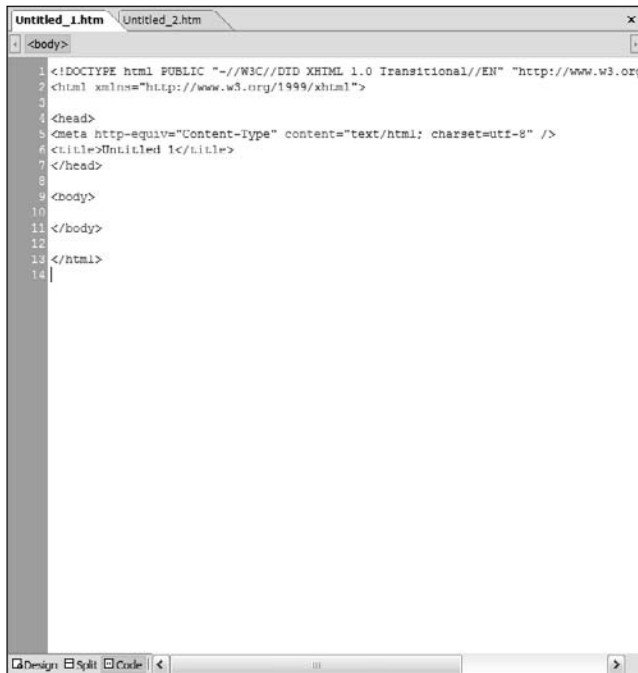 Untitled_1.htm Untitled_2.htm
<body>
1 <!DOCTYPE html PUBLIC "-//W3C//DTD XHTML 1.0 Transitional//EN" "http://www.w3.org
2 <html xmlns="http://www.w3.org/1999/xhtml">
3
4 <head>
5 <meta http-equiv="Content-Type" content="text/html; charset=utf-8" />
6 <title>Untitled 1</title>
7 </head>
8
9 <body>
10
11 </body>
12
13 </html>
14
Design Split Code